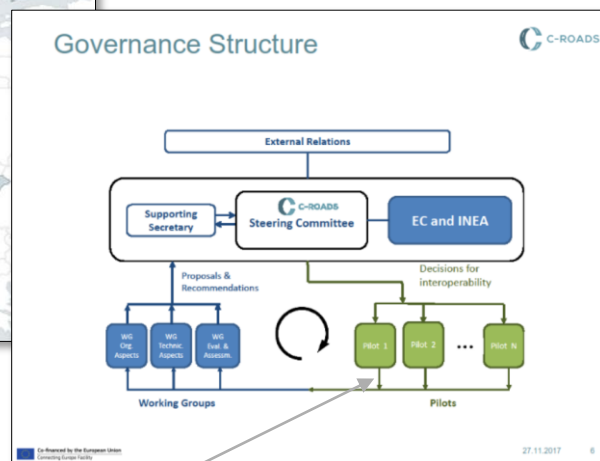 Governance Structure
C-ROADS
External Relations
Supporting
Secretary
C-ROADS
Steering Committee
EC and INEA
Proposals &
Recommendations
Decisions for
interoperability
WG
Org.
Aspects
WG
Technic.
Aspects
WG
Eval. &
Assessm.
Pilot 1
Pilot 2
...
Pilot N
Working Groups
Pilots
Co-financed by the European Union
Connecting Europe Facility
27.11.2017
6